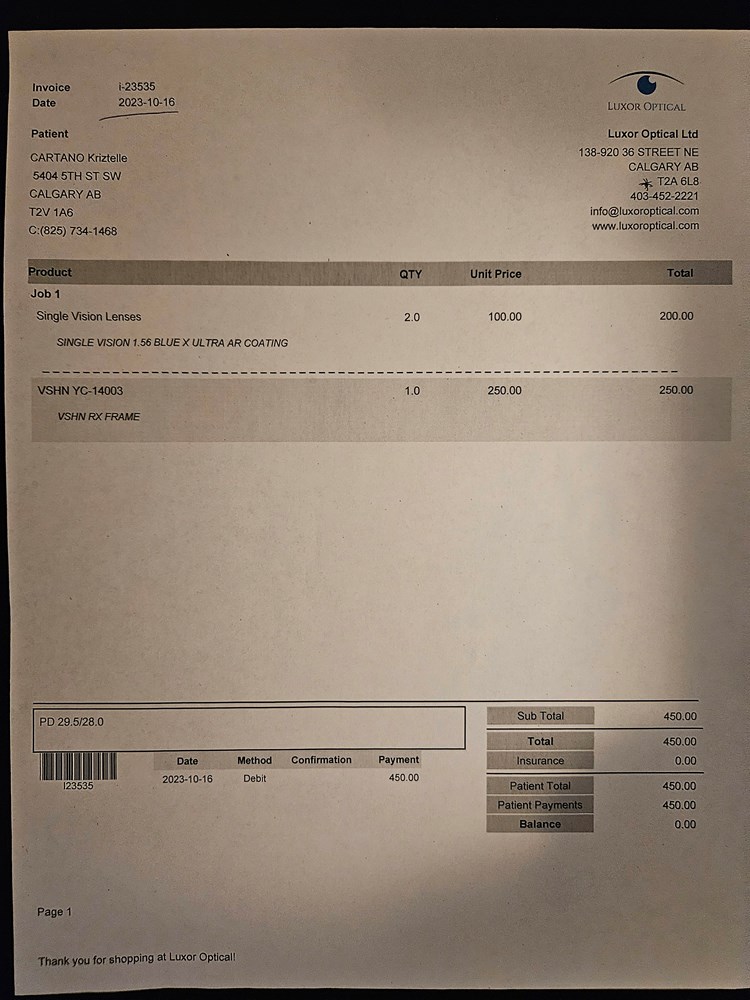 Invoice i-23535
Date 2023-10-16
LUXOR OPTICAL
Patient
CARTANO Kriztelle
5404 5TH ST SW
CALGARY AB
T2V 1A6
C:(825) 734-1468
Luxor Optical Ltd
138-920 36 STREET NE
CALGARY AB
T2A 6L8
403-452-2221
info@luxoroptical.com
www.luxoroptical.com
Product QTY Unit Price Total
Job 1
Single Vision Lenses 2.0 100.00 200.00
SINGLE VISION 1.56 BLUE X ULTRA AR COATING
VSHN YC-14003 1.0 250.00 250.00
VSHN RX FRAME
PD 29.5/28.0
I23535
Date Method Confirmation Payment
2023-10-16 Debit 450.00
Sub Total 450.00
Total 450.00
Insurance 0.00
Patient Total 450.00
Patient Payments 450.00
Balance 0.00
Page 1
Thank you for shopping at Luxor Optical!